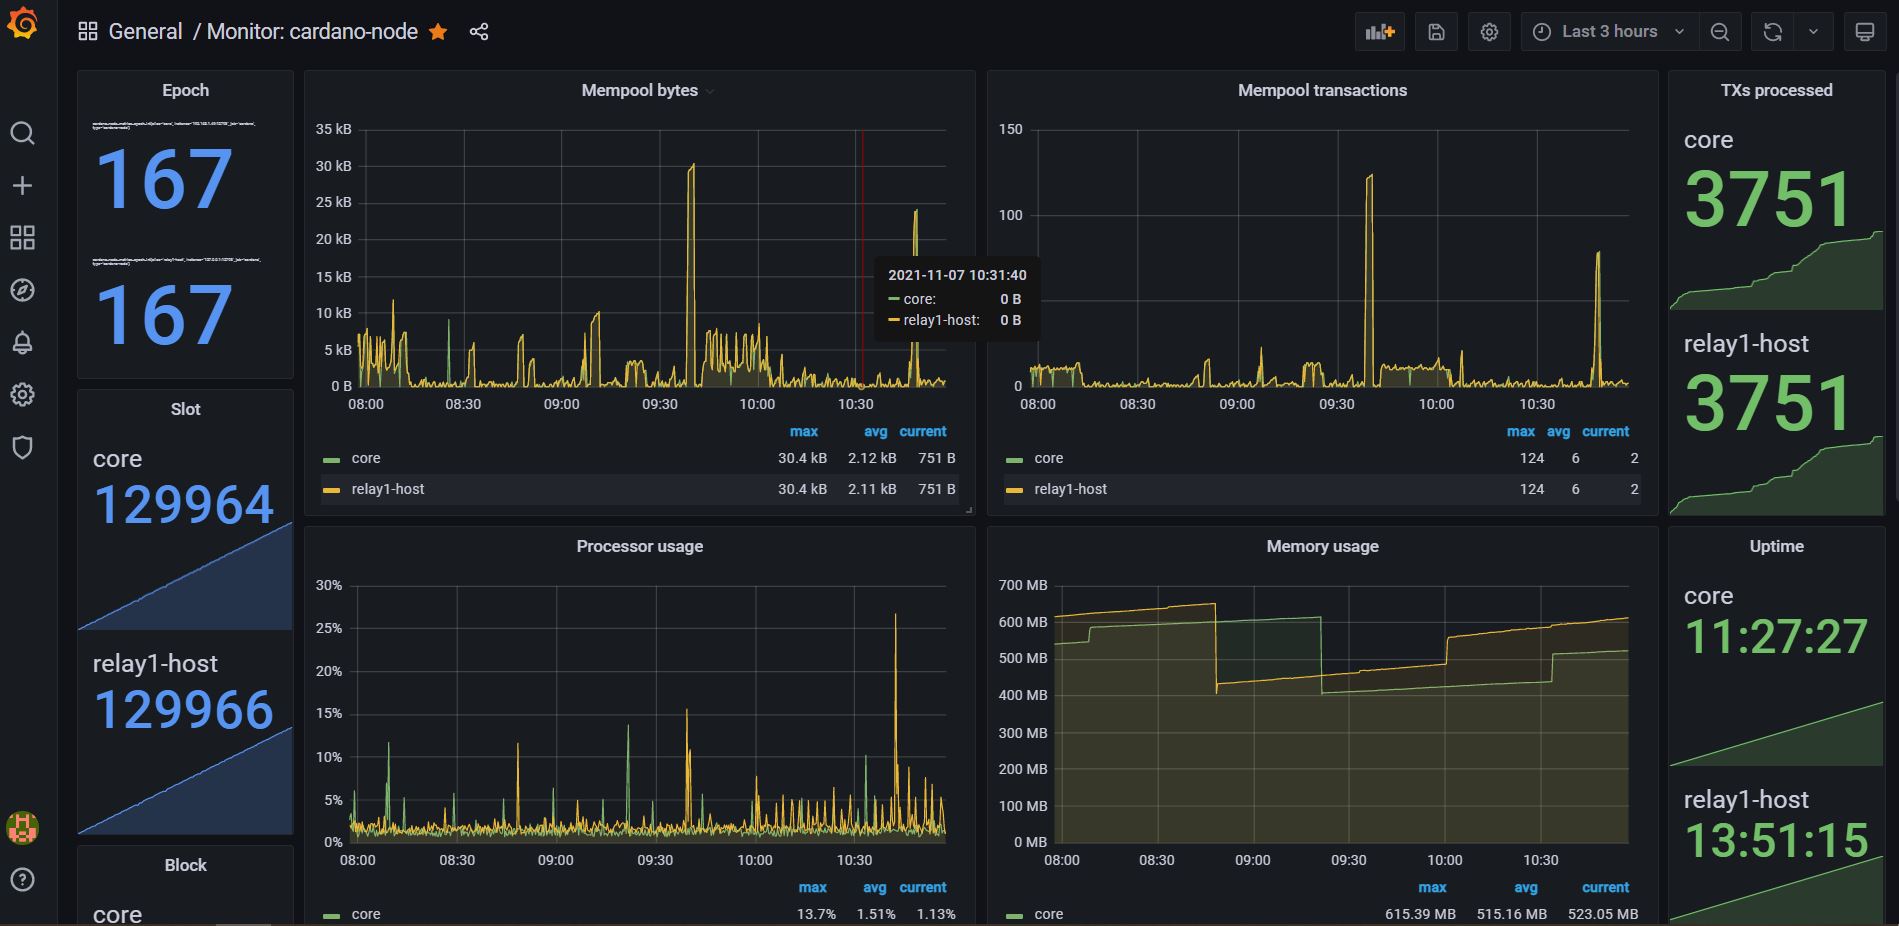 General / Monitor: cardano-node
Last 3 hours
Epoch
167
167
Mempool bytes
35 kB
30 kB
25 kB
20 kB
15 kB
10 kB
5 kB
0 B
08:00 08:30 09:00 09:30 10:00 10:30
max avg current
core 30.4 kB 2.12 kB 751 B
relay1-host 30.4 kB 2.11 kB 751 B
2021-11-07 10:31:40
core: 0 B
relay1-host: 0 B
Mempool transactions
150
100
0
08:00 08:30 09:00 09:30 10:00 10:30
max avg current
core 124 6 2
relay1-host 124 6 2
TXs processed
core
3751
relay1-host
3751
Slot
core
129964
relay1-host
129966
Processor usage
30%
25%
20%
15%
10%
5%
0%
08:00 08:30 09:00 09:30 10:00 10:30
max avg current
core 13.7% 1.51% 1.13%
Memory usage
700 MB
600 MB
500 MB
400 MB
300 MB
200 MB
100 MB
0 MB
08:00 08:30 09:00 09:30 10:00 10:30
max avg current
core 615.39 MB 515.16 MB 523.05 MB
Uptime
core
11:27:27
relay1-host
13:51:15
Block
core